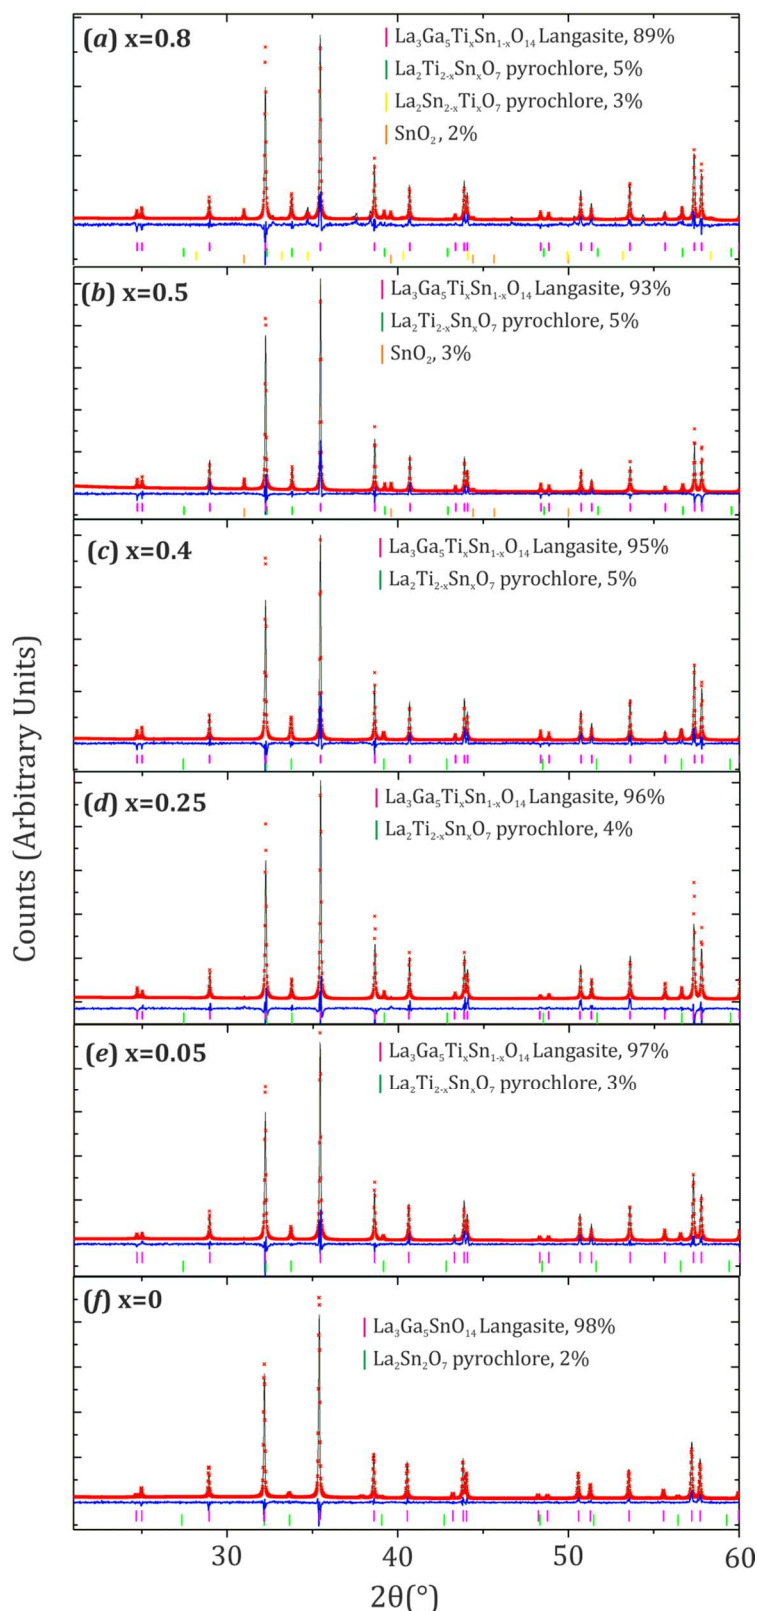 (a) x=0.8
La₃Ga₅TiₓSn₁₋ₓO₁₄ Langasite, 89%
La₂Ti₂₋ₓSnₓO₇ pyrochlore, 5%
La₂Sn₂₋ₓTiₓO₇ pyrochlore, 3%
SnO₂, 2%
(b) x=0.5
La₃Ga₅TiₓSn₁₋ₓO₁₄ Langasite, 93%
La₂Ti₂₋ₓSnₓO₇ pyrochlore, 5%
SnO₂, 3%
(c) x=0.4
La₃Ga₅TiₓSn₁₋ₓO₁₄ Langasite, 95%
La₂Ti₂₋ₓSnₓO₇ pyrochlore, 5%
(d) x=0.25
La₃Ga₅TiₓSn₁₋ₓO₁₄ Langasite, 96%
La₂Ti₂₋ₓSnₓO₇ pyrochlore, 4%
(e) x=0.05
La₃Ga₅TiₓSn₁₋ₓO₁₄ Langasite, 97%
La₂Ti₂₋ₓSnₓO₇ pyrochlore, 3%
(f) x=0
La₃Ga₅SnO₁₄ Langasite, 98%
La₂Sn₂O₇ pyrochlore, 2%
Counts (Arbitrary Units)
30 40 50 60
2θ(°)